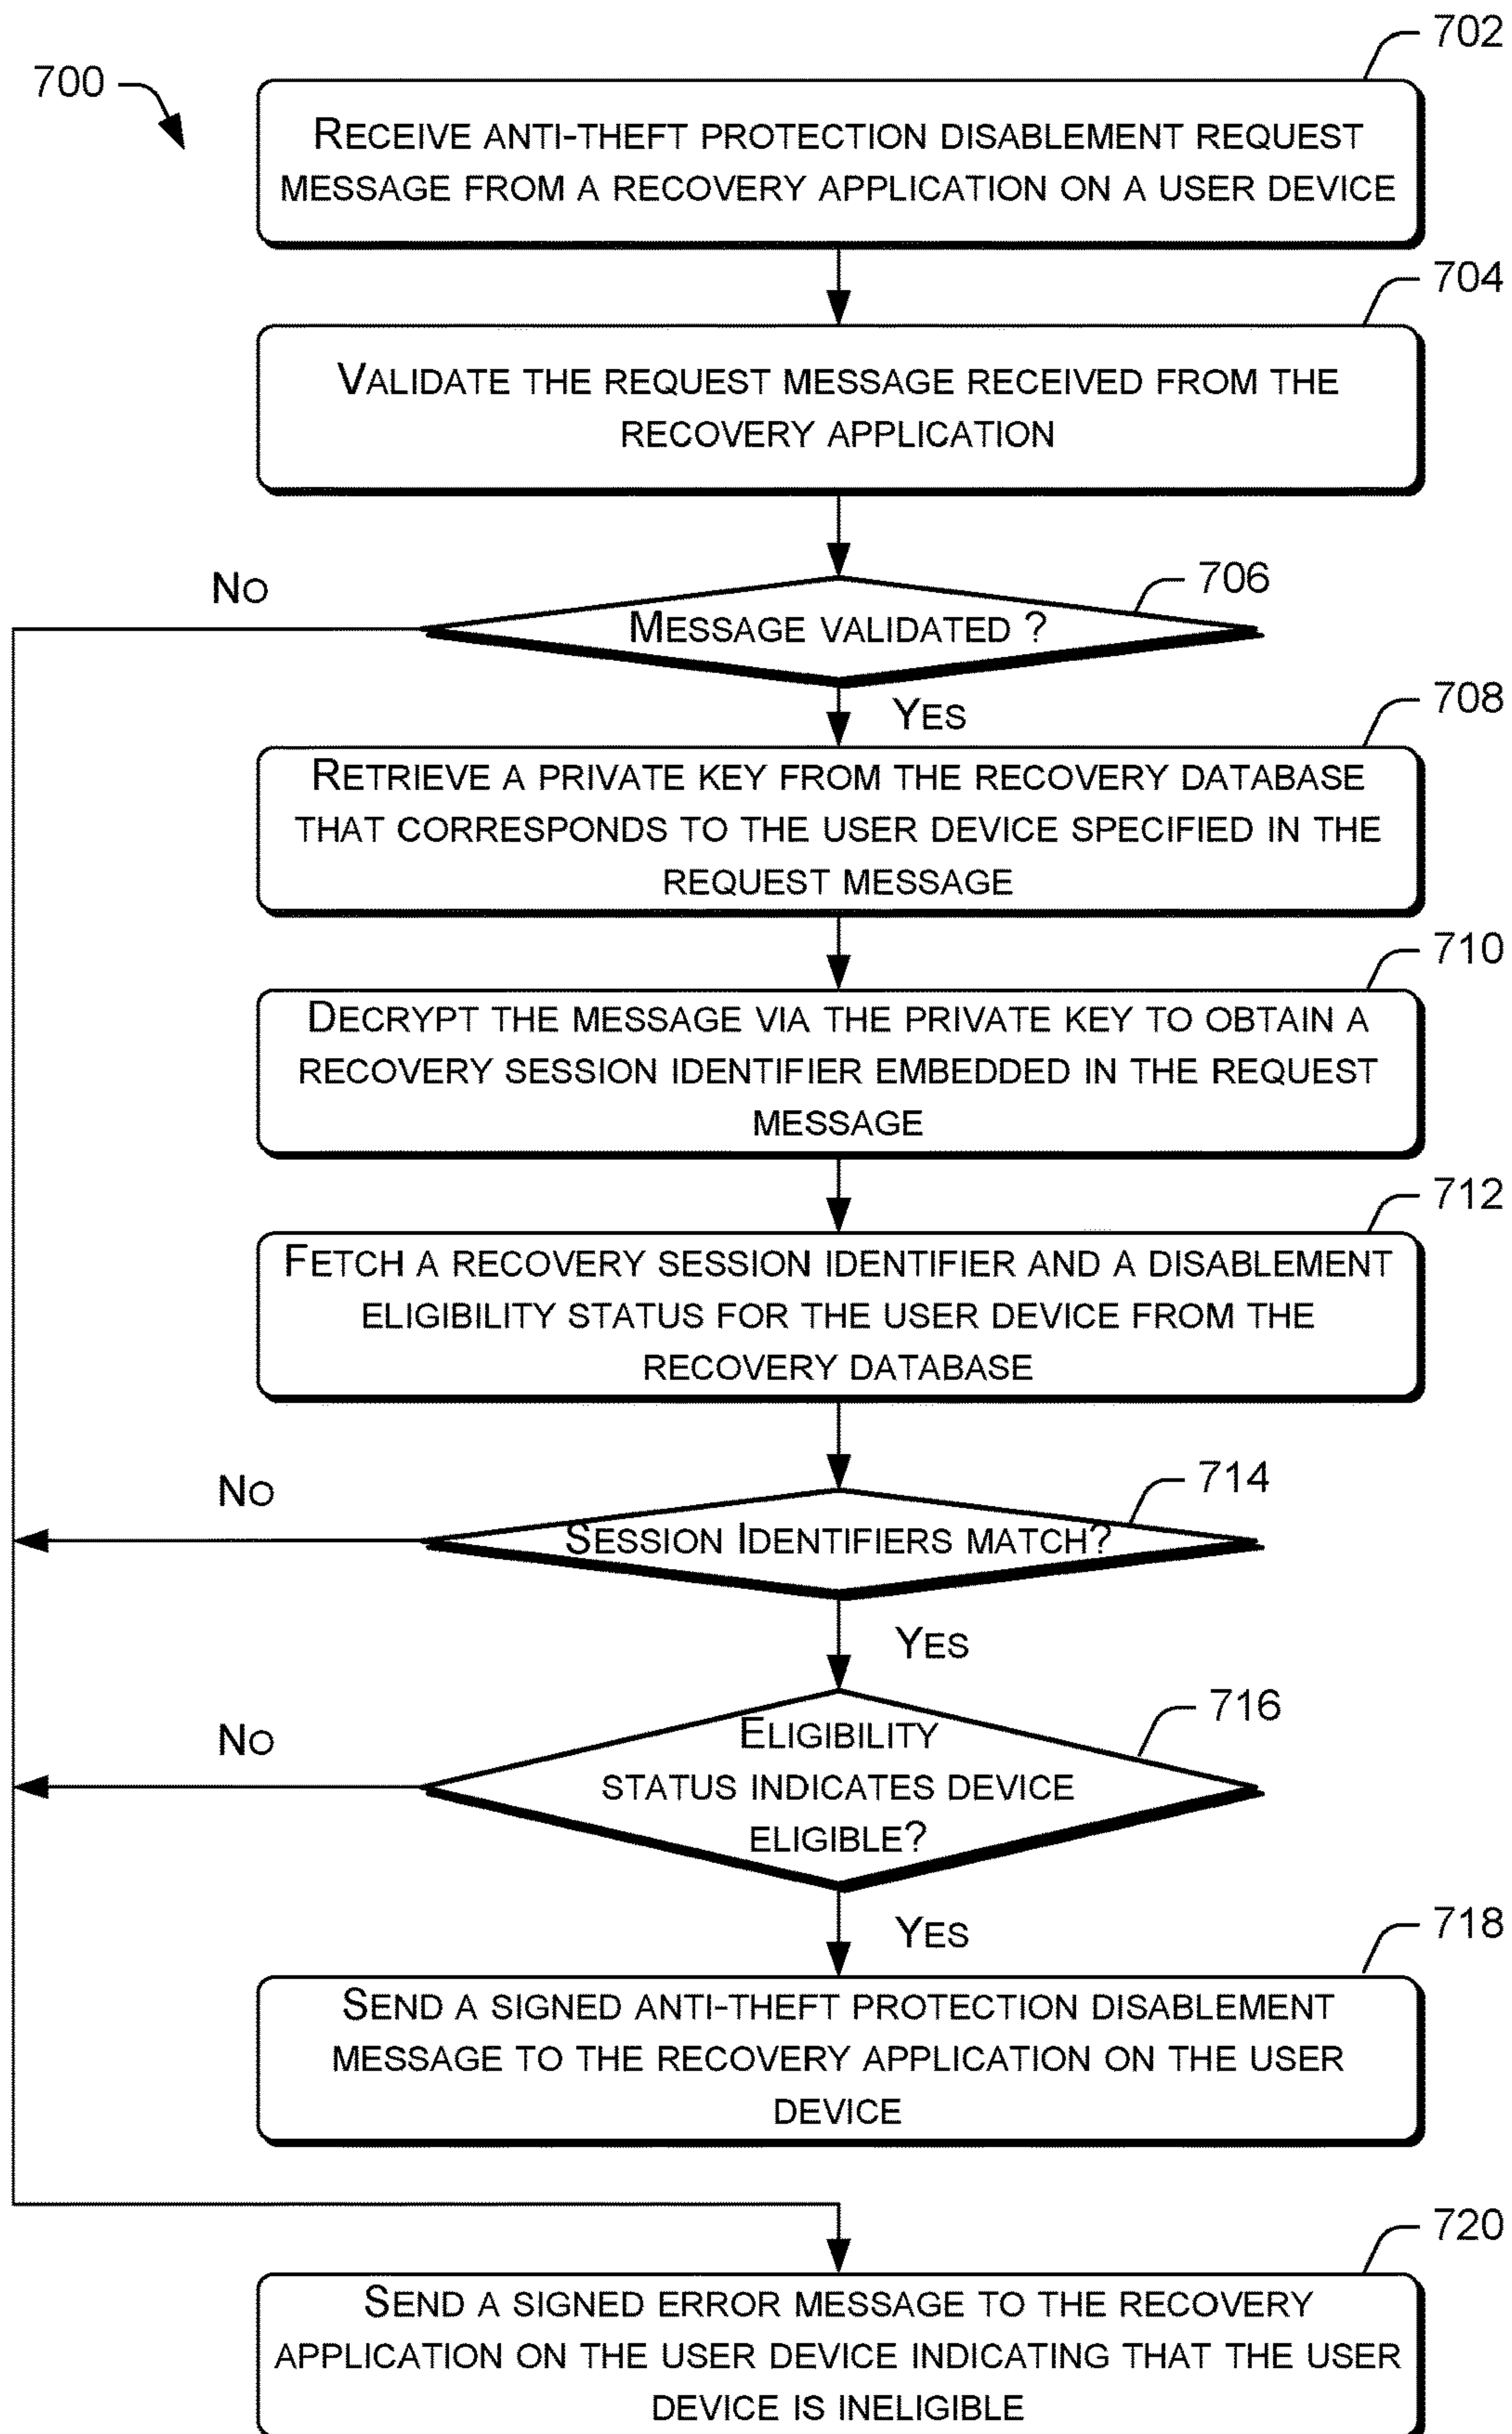 702
700
RECEIVE ANTI-THEFT PROTECTION DISABLEMENT REQUEST
MESSAGE FROM A RECOVERY APPLICATION ON A USER DEVICE
704
VALIDATE THE REQUEST MESSAGE RECEIVED FROM THE
RECOVERY APPLICATION
706
NO
MESSAGE VALIDATED ?
YES
708
RETRIEVE A PRIVATE KEY FROM THE RECOVERY DATABASE
THAT CORRESPONDS TO THE USER DEVICE SPECIFIED IN THE
REQUEST MESSAGE
710
DECRYPT THE MESSAGE VIA THE PRIVATE KEY TO OBTAIN A
RECOVERY SESSION IDENTIFIER EMBEDDED IN THE REQUEST
MESSAGE
712
FETCH A RECOVERY SESSION IDENTIFIER AND A DISABLEMENT
ELIGIBILITY STATUS FOR THE USER DEVICE FROM THE
RECOVERY DATABASE
714
NO
SESSION IDENTIFIERS MATCH?
YES
716
NO
ELIGIBILITY
STATUS INDICATES DEVICE
ELIGIBLE?
YES
718
SEND A SIGNED ANTI-THEFT PROTECTION DISABLEMENT
MESSAGE TO THE RECOVERY APPLICATION ON THE USER
DEVICE
720
SEND A SIGNED ERROR MESSAGE TO THE RECOVERY
APPLICATION ON THE USER DEVICE INDICATING THAT THE USER
DEVICE IS INELIGIBLE